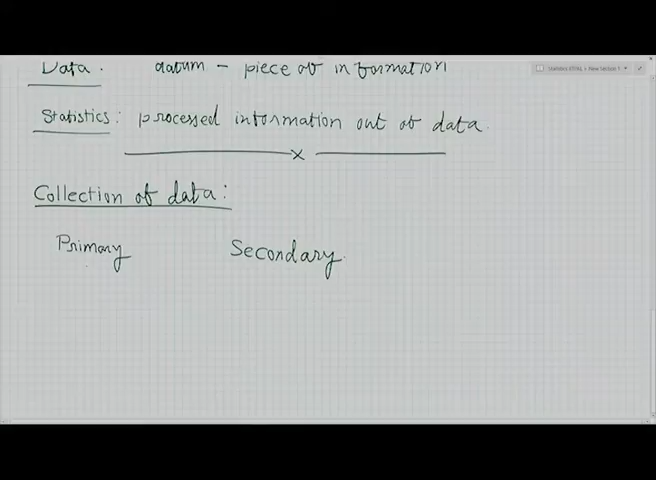 Data. datum - piece of information
Statistics: processed information out of data.
Collection of data:
Primary Secondary.